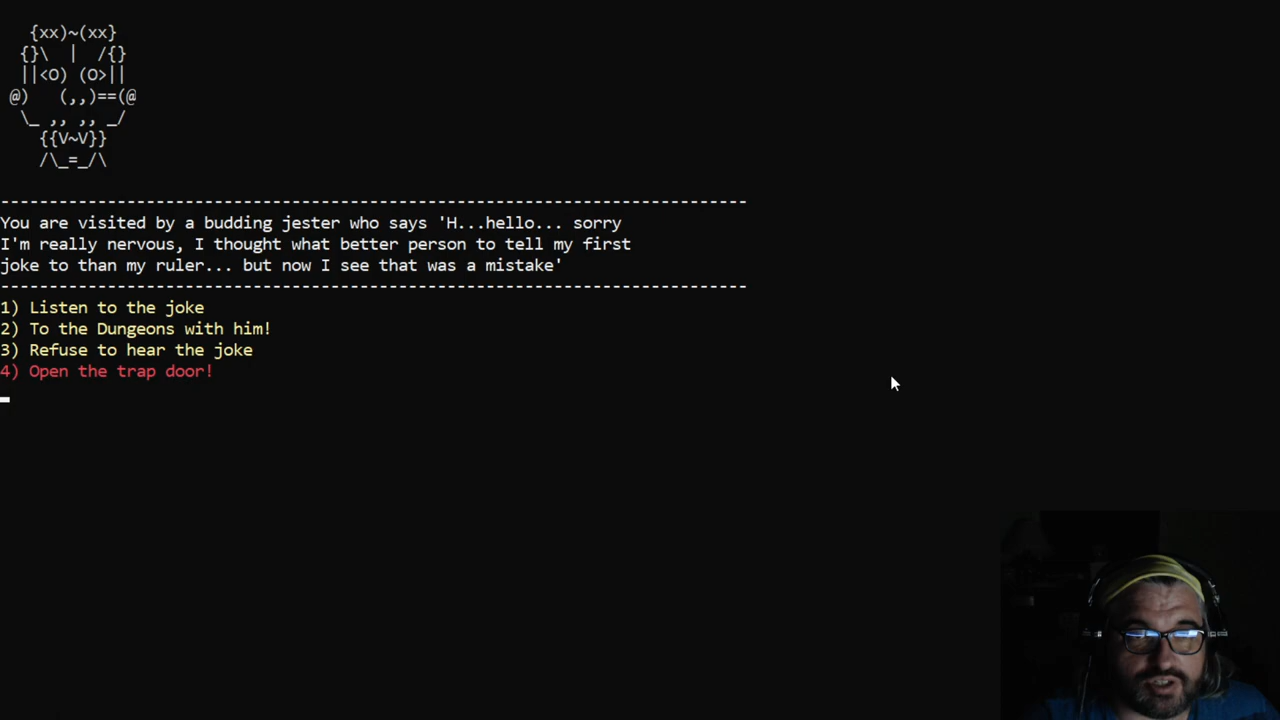 {xx)~(xx}
{}\ | /{}
||<O) (O>||
@) (,,)==(@
\_ ,, ,, _/
{{V~V}}
/\_=_/\
-----------------------------------------------------------------------------
You are visited by a budding jester who says 'H...hello... sorry
I'm really nervous, I thought what better person to tell my first
joke to than my ruler... but now I see that was a mistake'
-----------------------------------------------------------------------------
1) Listen to the joke
2) To the Dungeons with him!
3) Refuse to hear the joke
4) Open the trap door!